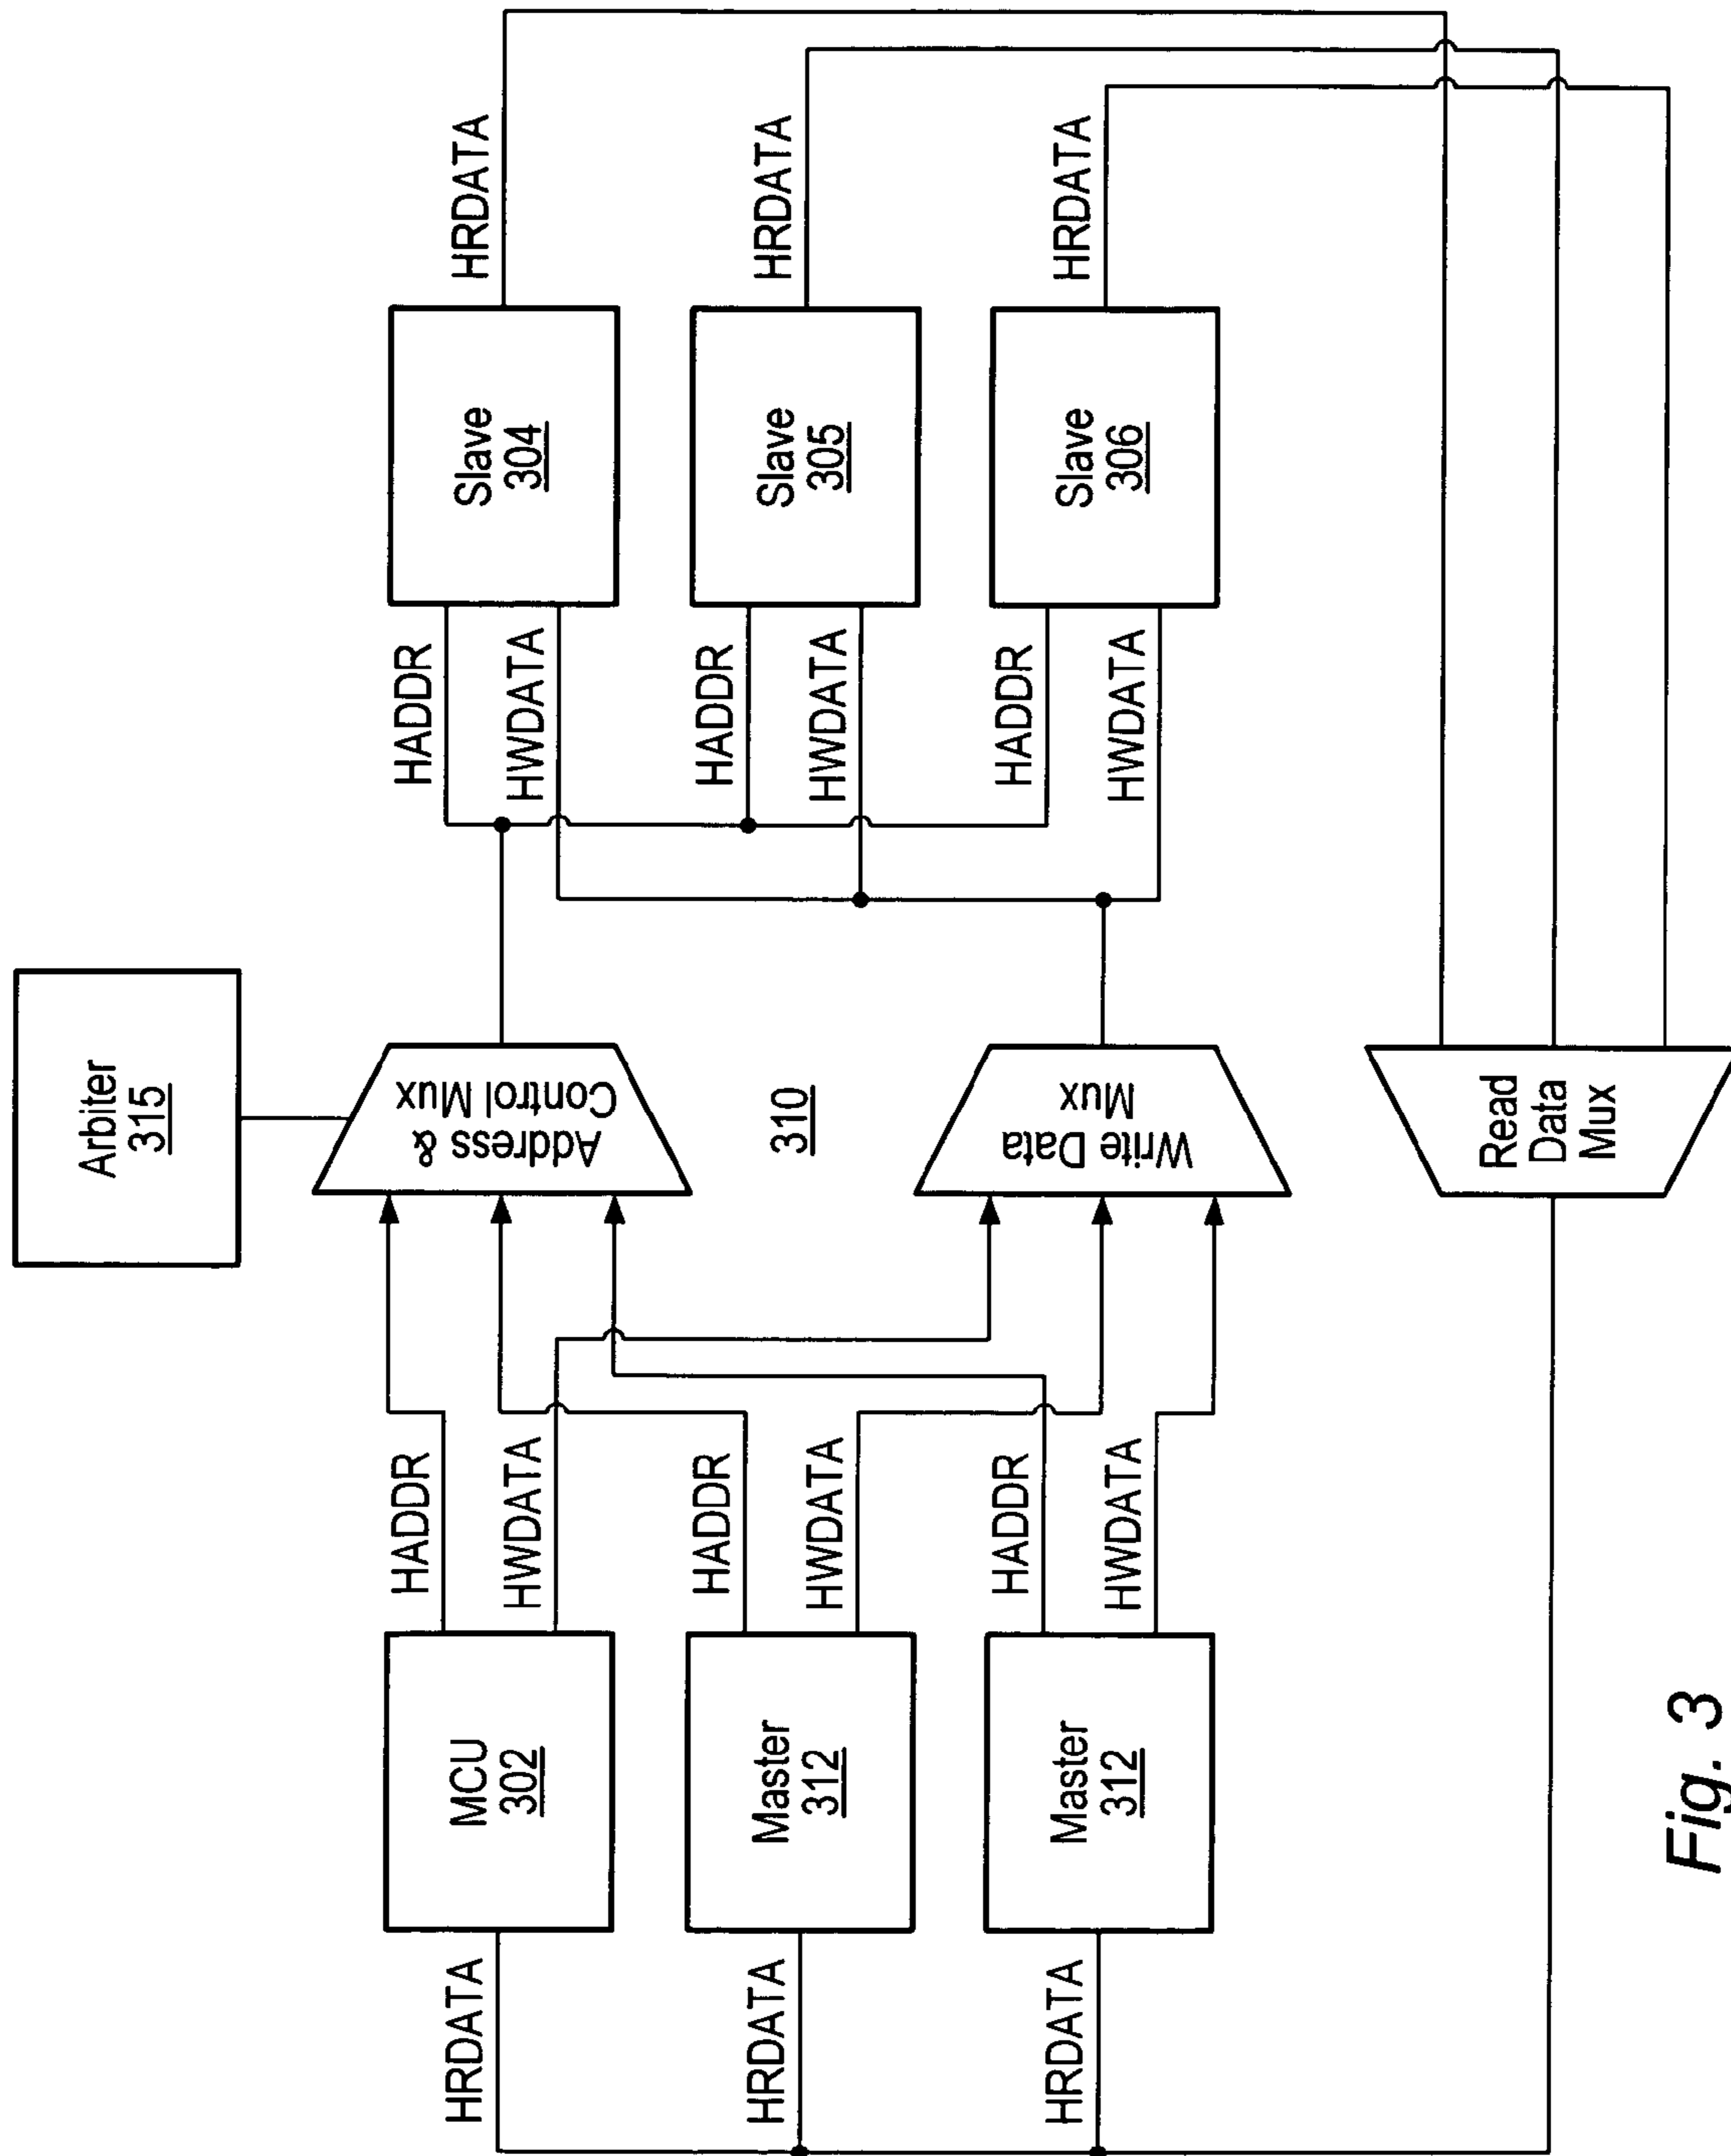 Arbiter
315
MCU
302
HRDATA
HADDR
HWDATA
Master
312
HRDATA
HADDR
HWDATA
Master
312
HRDATA
HADDR
HWDATA
Address &
Control Mux
310
Write Data
Mux
HADDR
HWDATA
Slave
304
HRDATA
HADDR
HWDATA
Slave
305
HRDATA
HADDR
HWDATA
Slave
306
HRDATA
Read
Data
Mux
Fig. 3